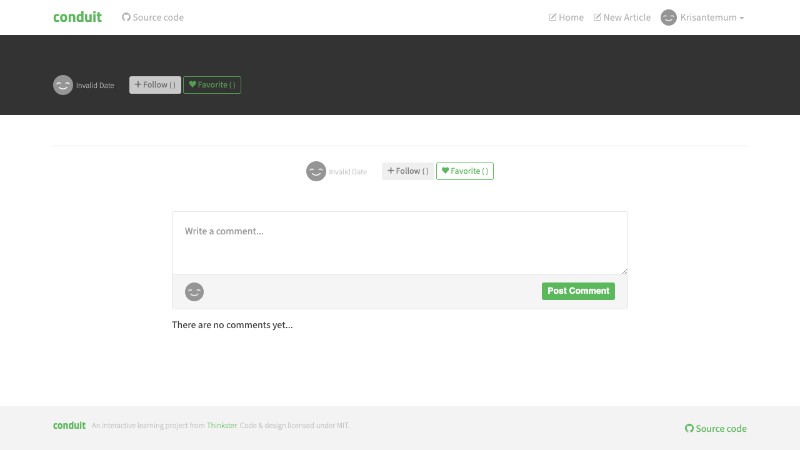 conduit Source code Home New Article Krisantemum
Invalid Date + Follow ( ) Favorite ( )
Invalid Date + Follow ( ) Favorite ( )
Write a comment...
Post Comment
There are no comments yet...
conduit An interactive learning project from Thinkster. Code & design licensed under MIT. Source code